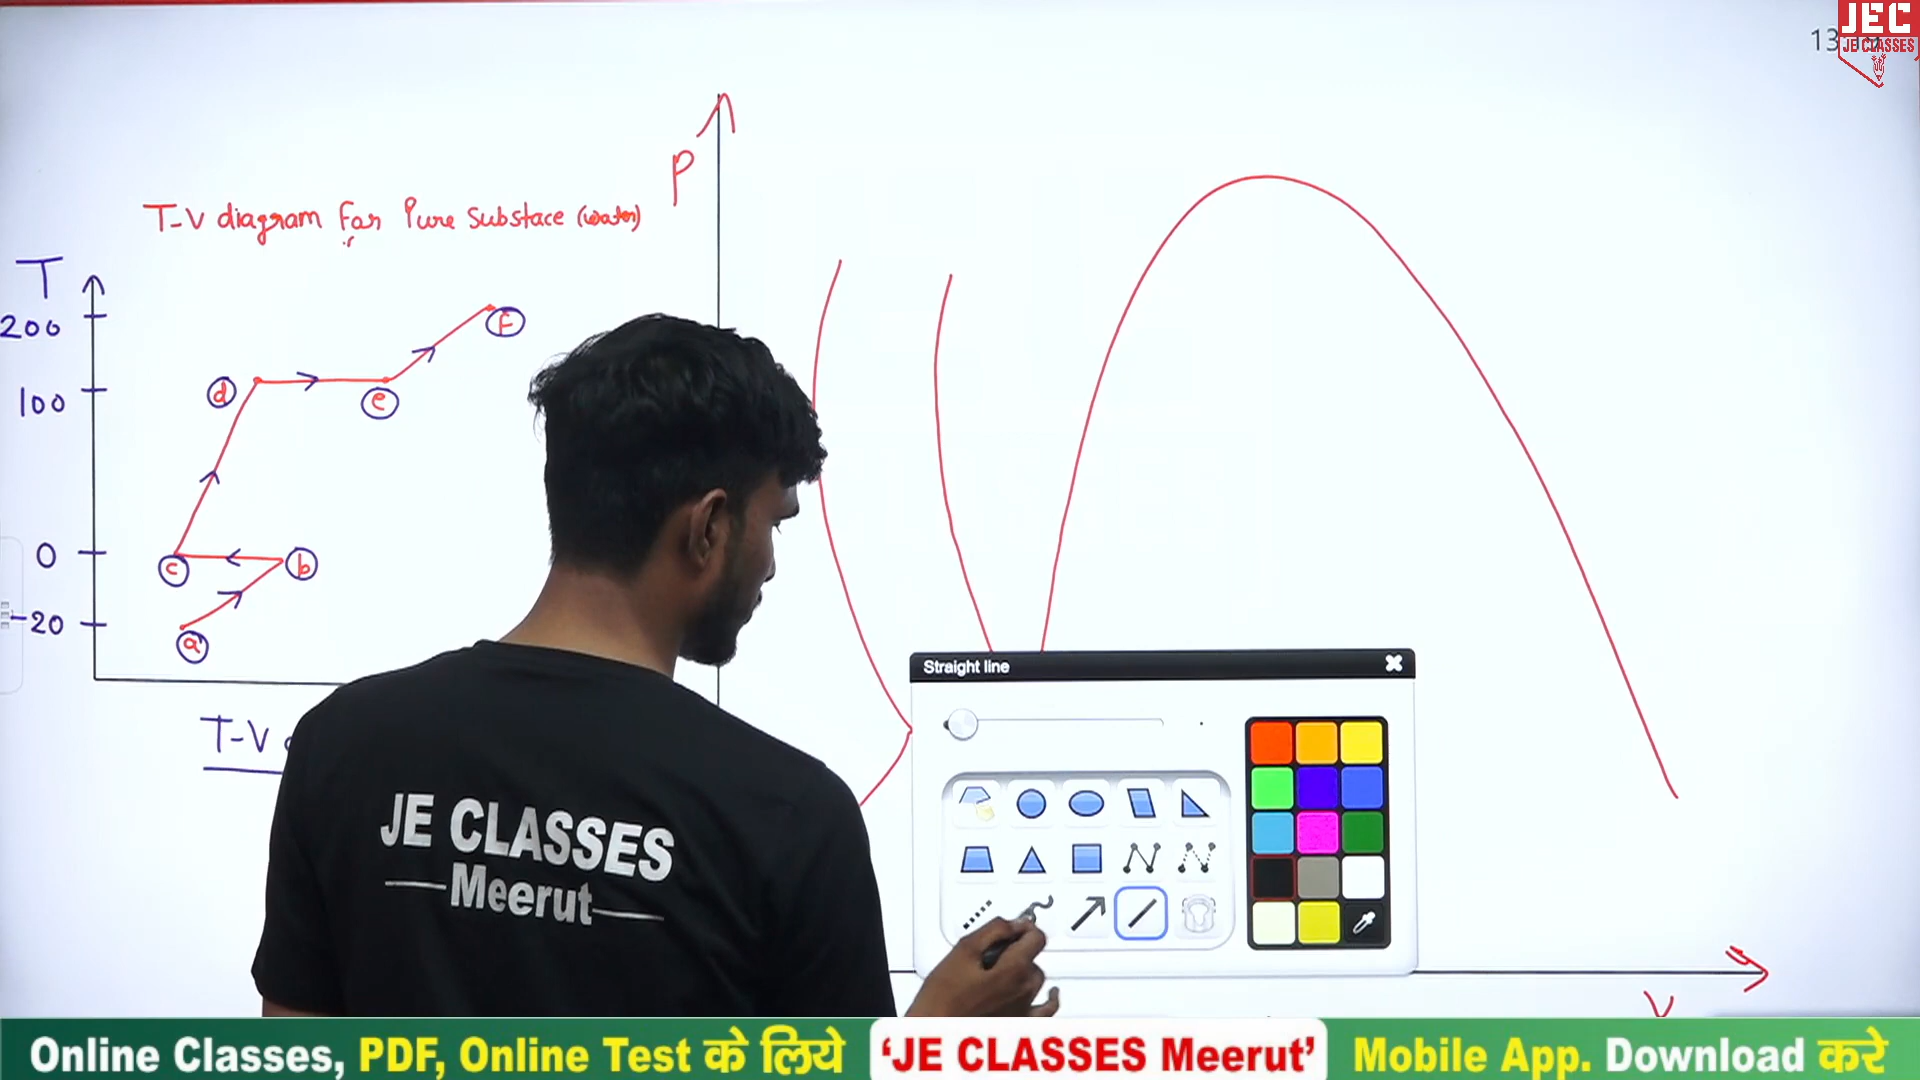 JEC
JE CLASSES
13
P
T-V diagram For Pure Substace (water)
T
200
f
100
d
e
0
c
b
-20
a
Straight line
T-V
JE CLASSES
Meerut
V
Online Classes, PDF, Online Test के लिये 'JE CLASSES Meerut' Mobile App. Download करे